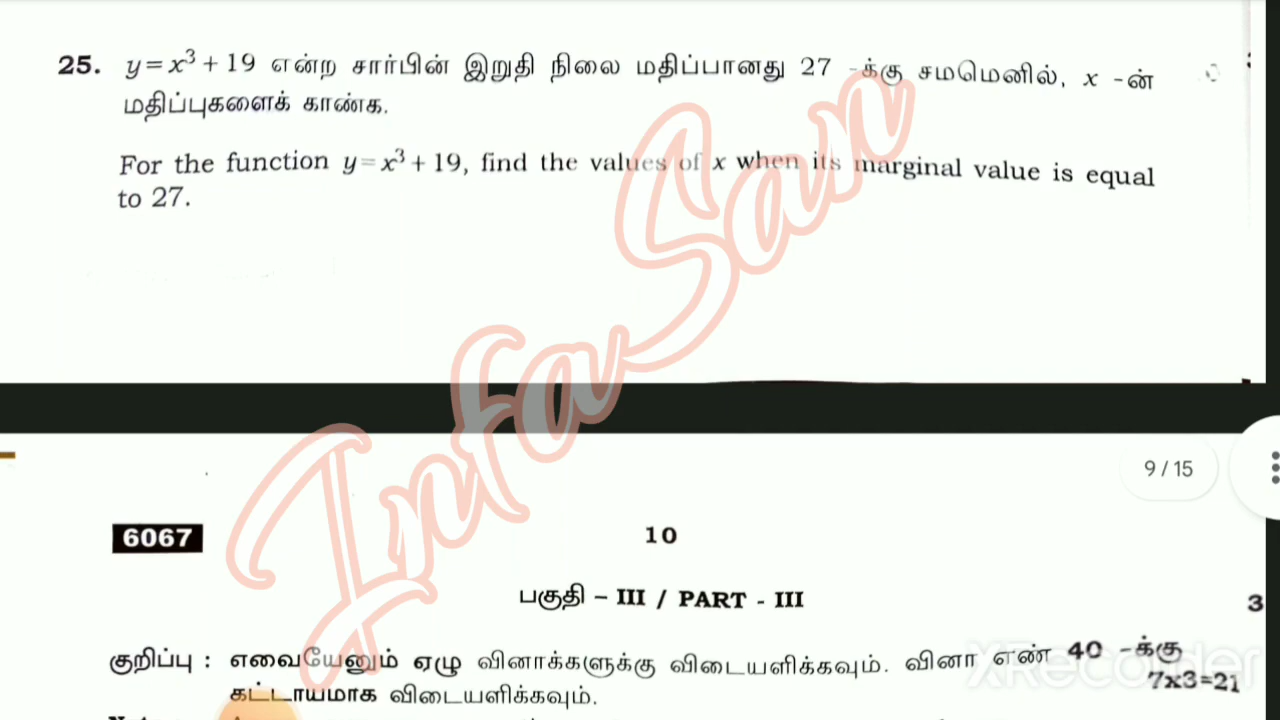 25. y = x³ + 19 என்ற சார்பின் இறுதி நிலை மதிப்பானது 27 -க்கு சமமெனில், x -ன்
மதிப்புகளைக் காண்க.
For the function y = x³ + 19, find the values of x when its marginal value is equal
to 27.
InfaSan
9 / 15
6067
10
பகுதி – III / PART - III
3
குறிப்பு : எவையேனும் ஏழு வினாக்களுக்கு விடையளிக்கவும். வினா எண் 40 -க்கு
கட்டாயமாக விடையளிக்கவும். 7x3=21
XRecorder